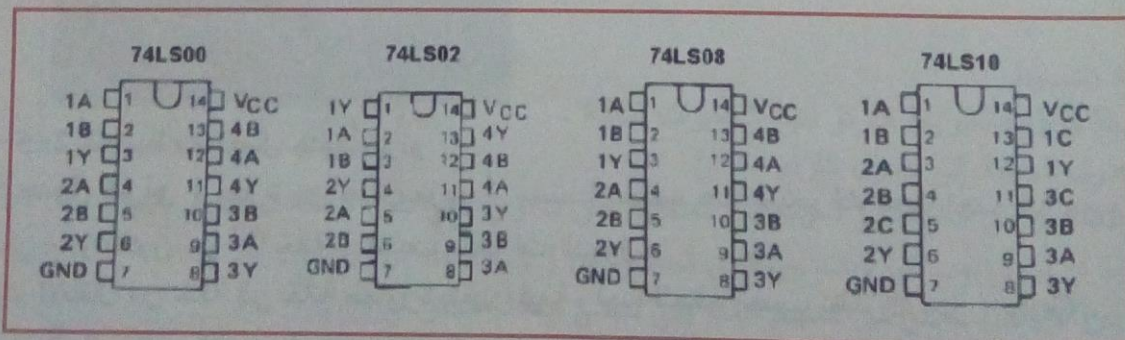 74LS00 74LS02 74LS08 74LS10
1A 1 14 VCC 1Y 1 14 VCC 1A 1 14 VCC 1A 1 14 VCC
1B 2 13 4B 1A 2 13 4Y 1B 2 13 4B 1B 2 13 1C
1Y 3 12 4A 1B 3 12 4B 1Y 3 12 4A 2A 3 12 1Y
2A 4 11 4Y 2Y 4 11 4A 2A 4 11 4Y 2B 4 11 3C
2B 5 10 3B 2A 5 10 3Y 2B 5 10 3B 2C 5 10 3B
2Y 6 9 3A 2B 6 9 3B 2Y 6 9 3A 2Y 6 9 3A
GND 7 8 3Y GND 7 8 3A GND 7 8 3Y GND 7 8 3Y